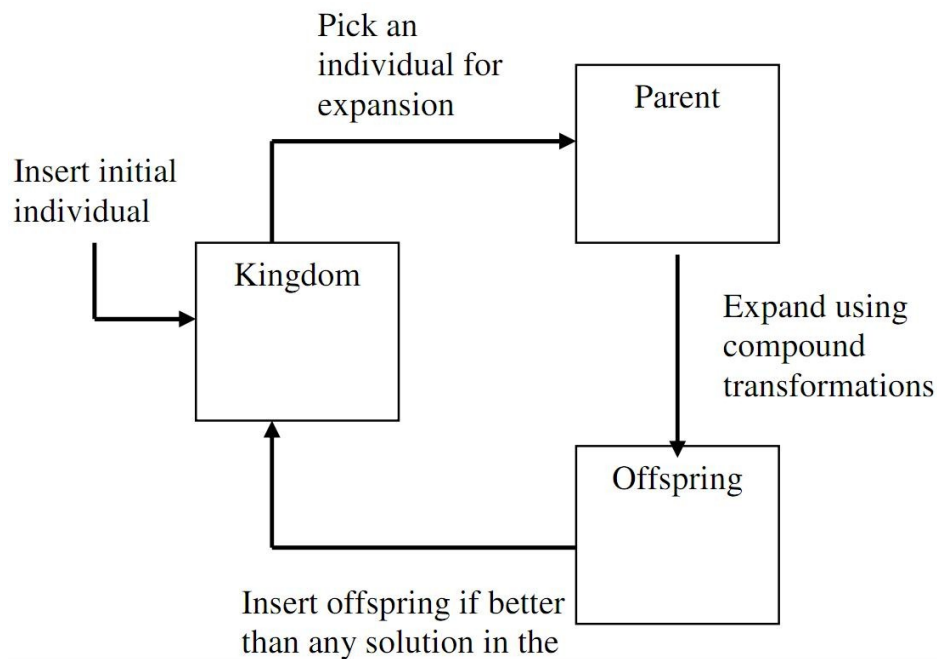 Pick an
individual for
expansion
Parent
Insert initial
individual
Kingdom
Expand using
compound
transformations
Offspring
Insert offspring if better
than any solution in the